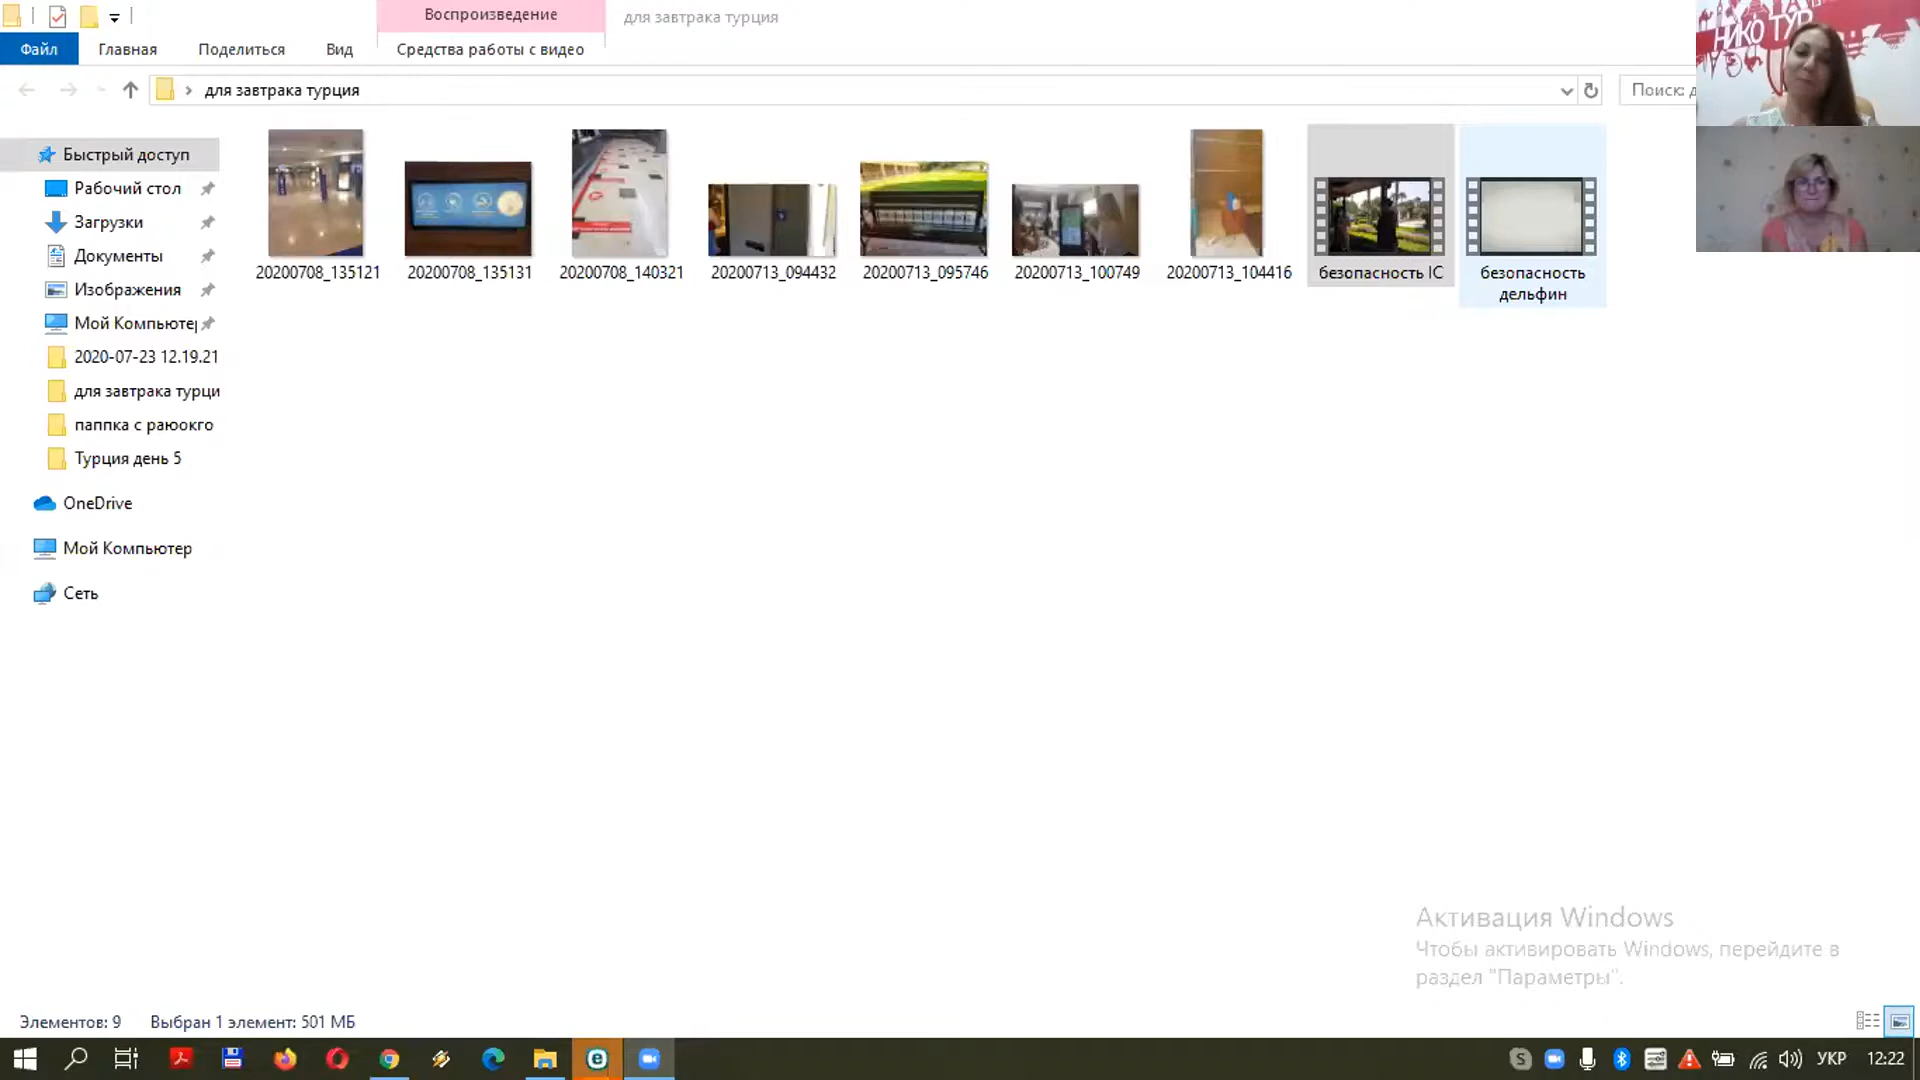 Воспроизведение
для завтрака турция
Файл
Главная
Поделиться
Вид
Средства работы с видео
для завтрака турция
Поиск: д
НИКО ТУР
Быстрый доступ
Рабочий стол
Загрузки
Документы
Изображения
Мой Компьютер
2020-07-23 12.19.21
для завтрака турци
паппка с раюокго
Турция день 5
OneDrive
Мой Компьютер
Сеть
20200708_135121
20200708_135131
20200708_140321
20200713_094432
20200713_095746
20200713_100749
20200713_104416
безопасность IC
безопасность
дельфин
Активация Windows
Чтобы активировать Windows, перейдите в
раздел "Параметры".
Элементов: 9
Выбран 1 элемент: 501 МБ
УКР
12:22